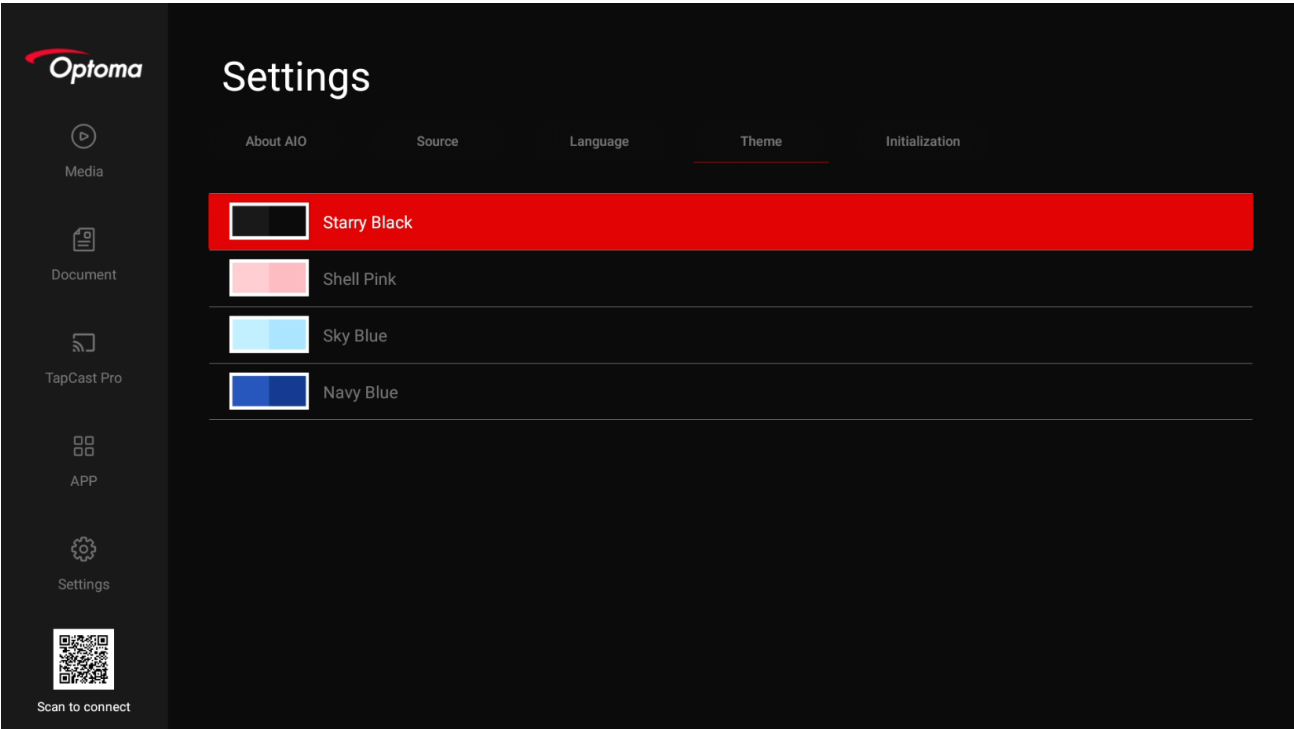 Optoma
Media
Document
TapCast Pro
APP
Settings
Scan to connect
Settings
About AIO Source Language Theme Initialization
Starry Black
Shell Pink
Sky Blue
Navy Blue